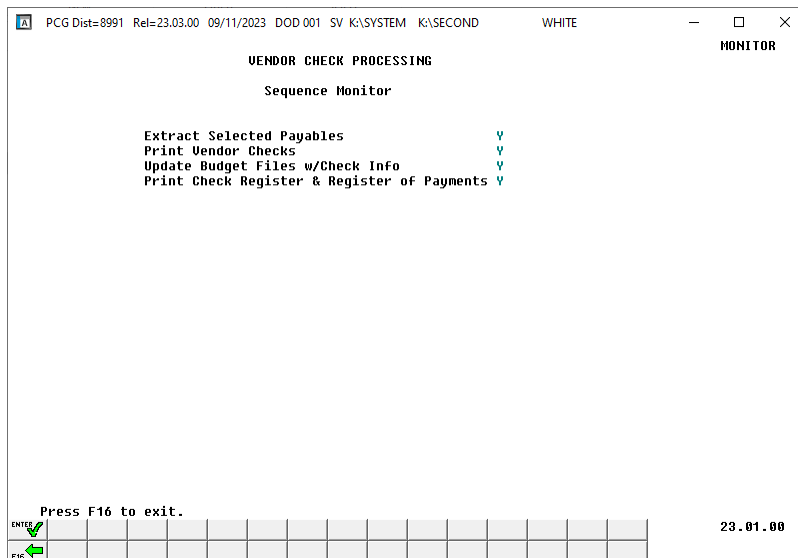 A PCG Dist=8991 Rel=23.03.00 09/11/2023 DOD 001 SV K:\SYSTEM K:\SECOND WHITE
MONITOR
VENDOR CHECK PROCESSING
Sequence Monitor
Extract Selected Payables Y
Print Vendor Checks Y
Update Budget Files w/Check Info Y
Print Check Register & Register of Payments Y
Press F16 to exit.
ENTER
23.01.00
F16